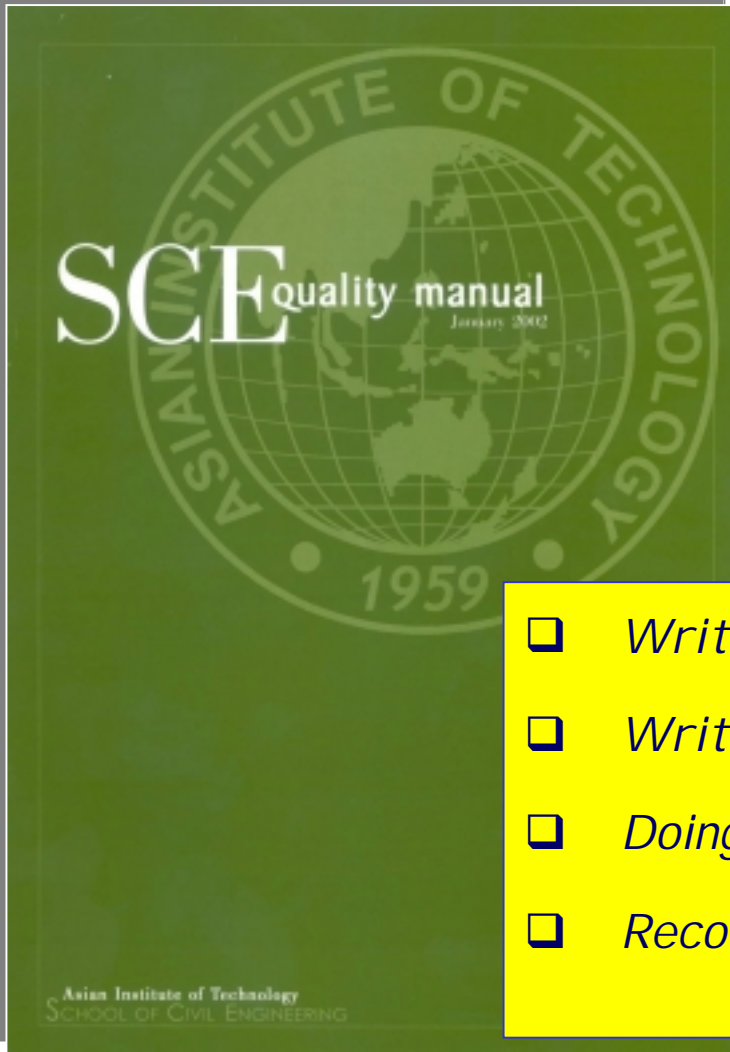 ASIAN INSTITUTE OF TECHNOLOGY
SCE quality manual
January 2002
1959
Asian Institute of Technology
SCHOOL OF CIVIL ENGINEERING
Writ
Writ
Doing
Reco